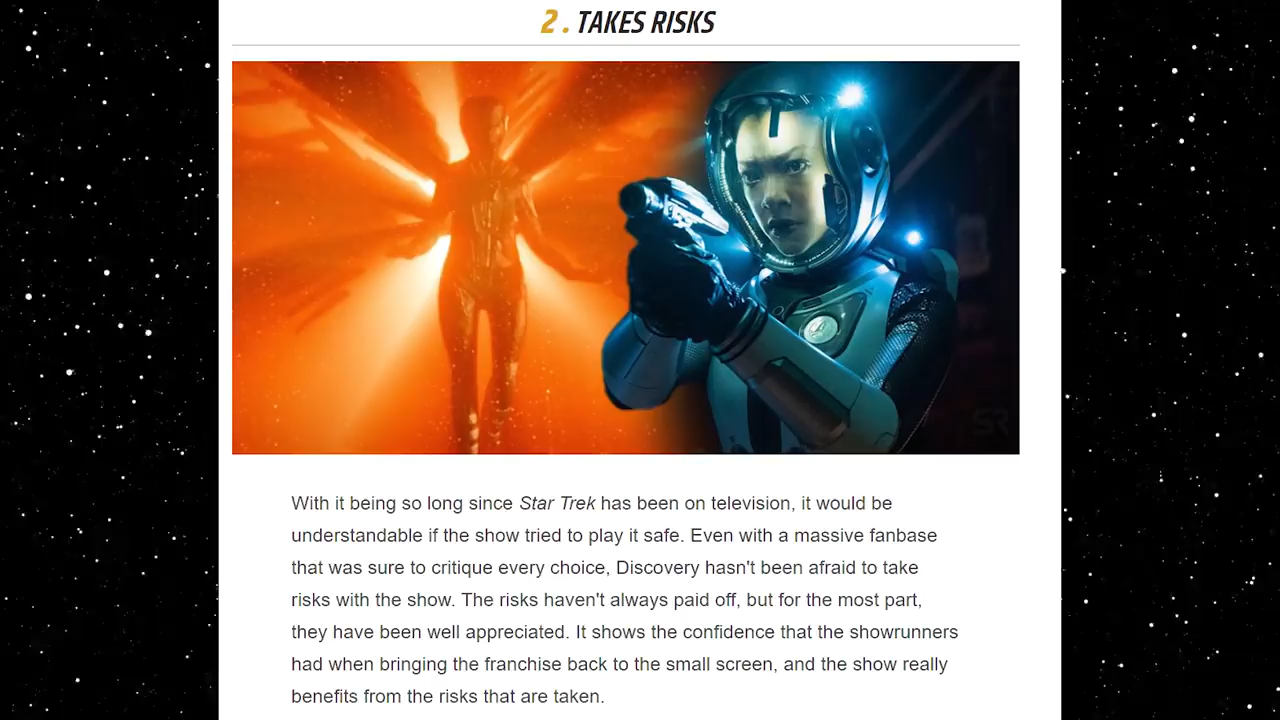 2. TAKES RISKS
SR
With it being so long since Star Trek has been on television, it would be
understandable if the show tried to play it safe. Even with a massive fanbase
that was sure to critique every choice, Discovery hasn't been afraid to take
risks with the show. The risks haven't always paid off, but for the most part,
they have been well appreciated. It shows the confidence that the showrunners
had when bringing the franchise back to the small screen, and the show really
benefits from the risks that are taken.